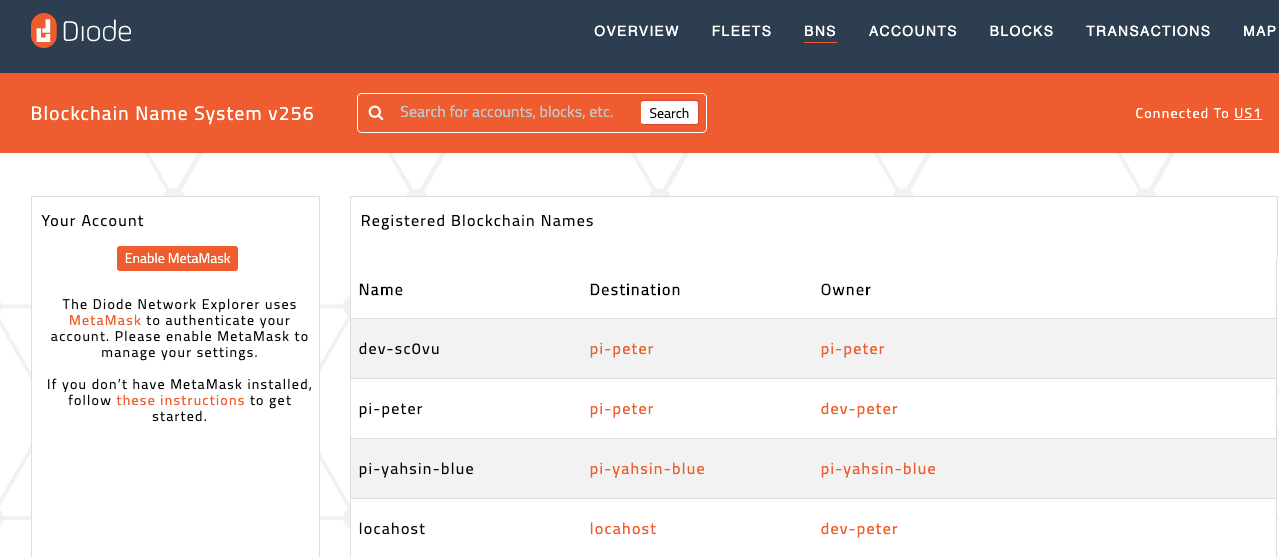 Diode
OVERVIEW FLEETS BNS ACCOUNTS BLOCKS TRANSACTIONS MAP
Blockchain Name System v256
Search for accounts, blocks, etc. Search
Connected To US1
Your Account
Enable MetaMask
The Diode Network Explorer uses
MetaMask to authenticate your
account. Please enable MetaMask to
manage your settings.
If you don’t have MetaMask installed,
follow these instructions to get
started.
Registered Blockchain Names
Name Destination Owner
dev-sc0vu pi-peter pi-peter
pi-peter pi-peter dev-peter
pi-yahsin-blue pi-yahsin-blue pi-yahsin-blue
locahost locahost dev-peter